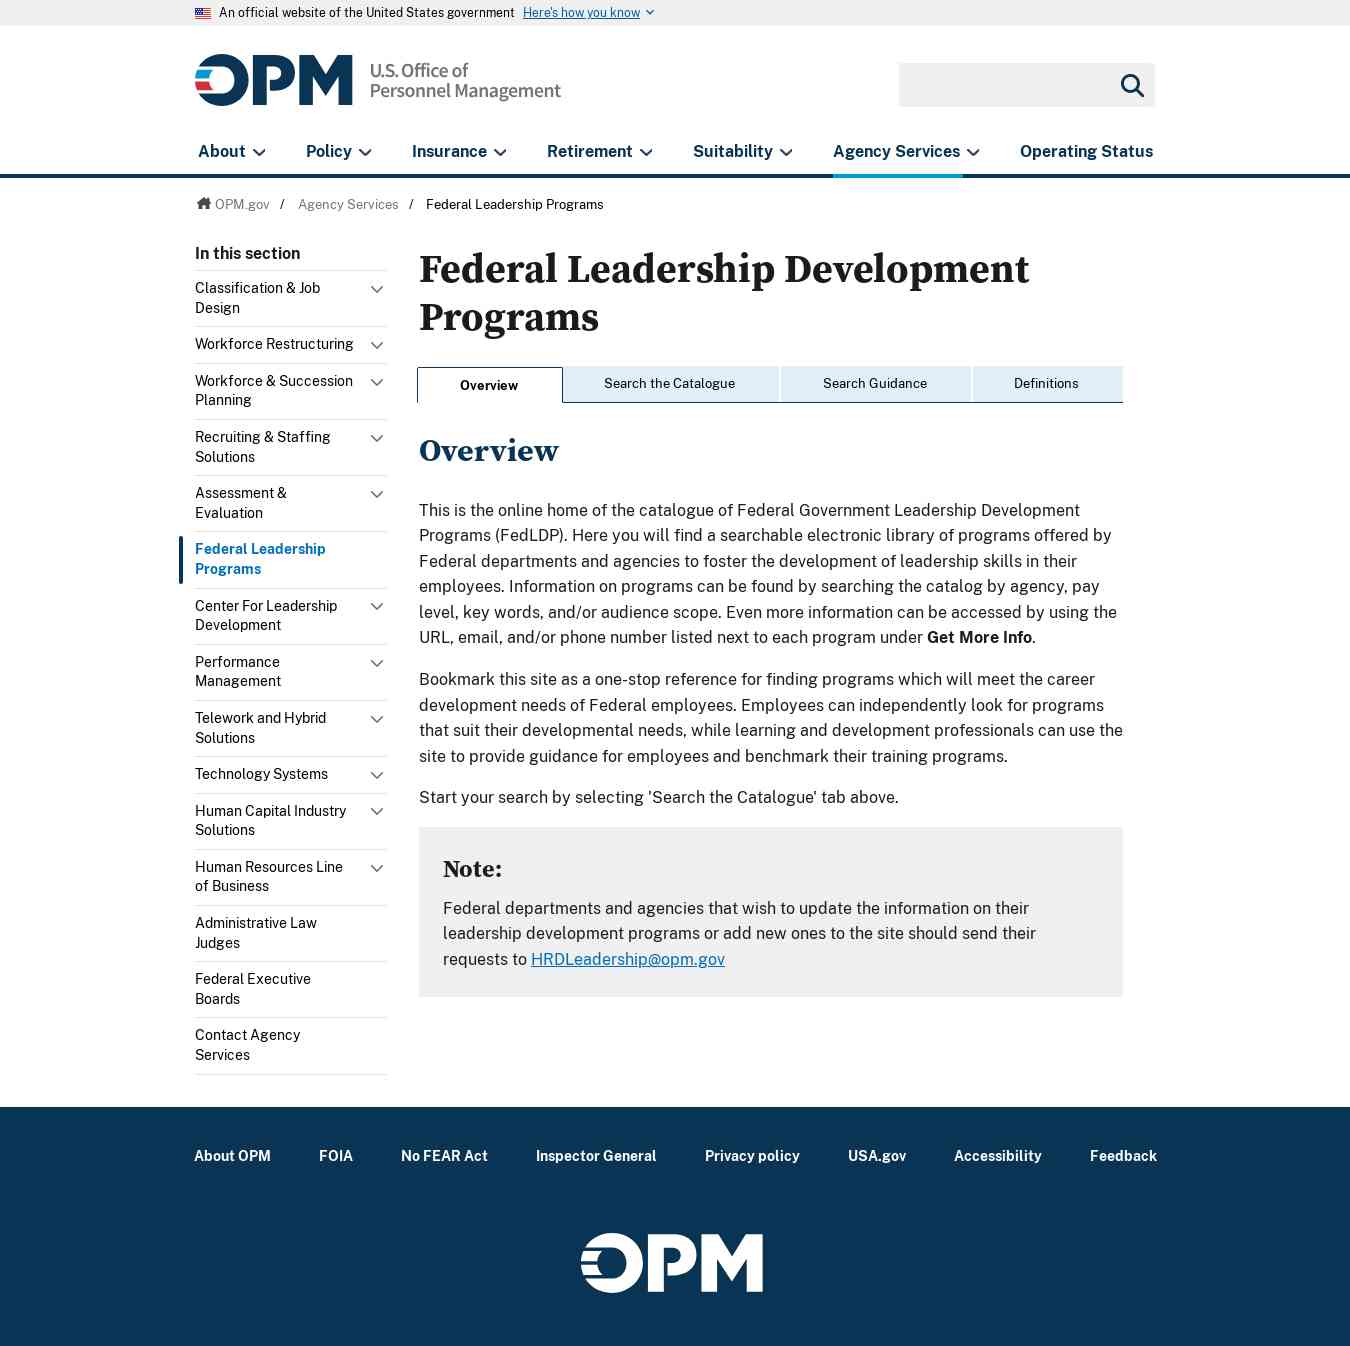 An official website of the United States government Here's how you know
OPM
U.S. Office of
Personnel Management
About
Policy
Insurance
Retirement
Suitability
Agency Services
Operating Status
OPM.gov / Agency Services / Federal Leadership Programs
In this section
Classification & Job
Design
Workforce Restructuring
Workforce & Succession
Planning
Recruiting & Staffing
Solutions
Assessment &
Evaluation
Federal Leadership
Programs
Center For Leadership
Development
Performance
Management
Telework and Hybrid
Solutions
Technology Systems
Human Capital Industry
Solutions
Human Resources Line
of Business
Administrative Law
Judges
Federal Executive
Boards
Contact Agency
Services
Federal Leadership Development
Programs
Overview
Search the Catalogue
Search Guidance
Definitions
Overview
This is the online home of the catalogue of Federal Government Leadership Development
Programs (FedLDP). Here you will find a searchable electronic library of programs offered by
Federal departments and agencies to foster the development of leadership skills in their
employees. Information on programs can be found by searching the catalog by agency, pay
level, key words, and/or audience scope. Even more information can be accessed by using the
URL, email, and/or phone number listed next to each program under Get More Info.
Bookmark this site as a one-stop reference for finding programs which will meet the career
development needs of Federal employees. Employees can independently look for programs
that suit their developmental needs, while learning and development professionals can use the
site to provide guidance for employees and benchmark their training programs.
Start your search by selecting 'Search the Catalogue' tab above.
Note:
Federal departments and agencies that wish to update the information on their
leadership development programs or add new ones to the site should send their
requests to HRDLeadership@opm.gov
About OPM
FOIA
No FEAR Act
Inspector General
Privacy policy
USA.gov
Accessibility
Feedback
OPM